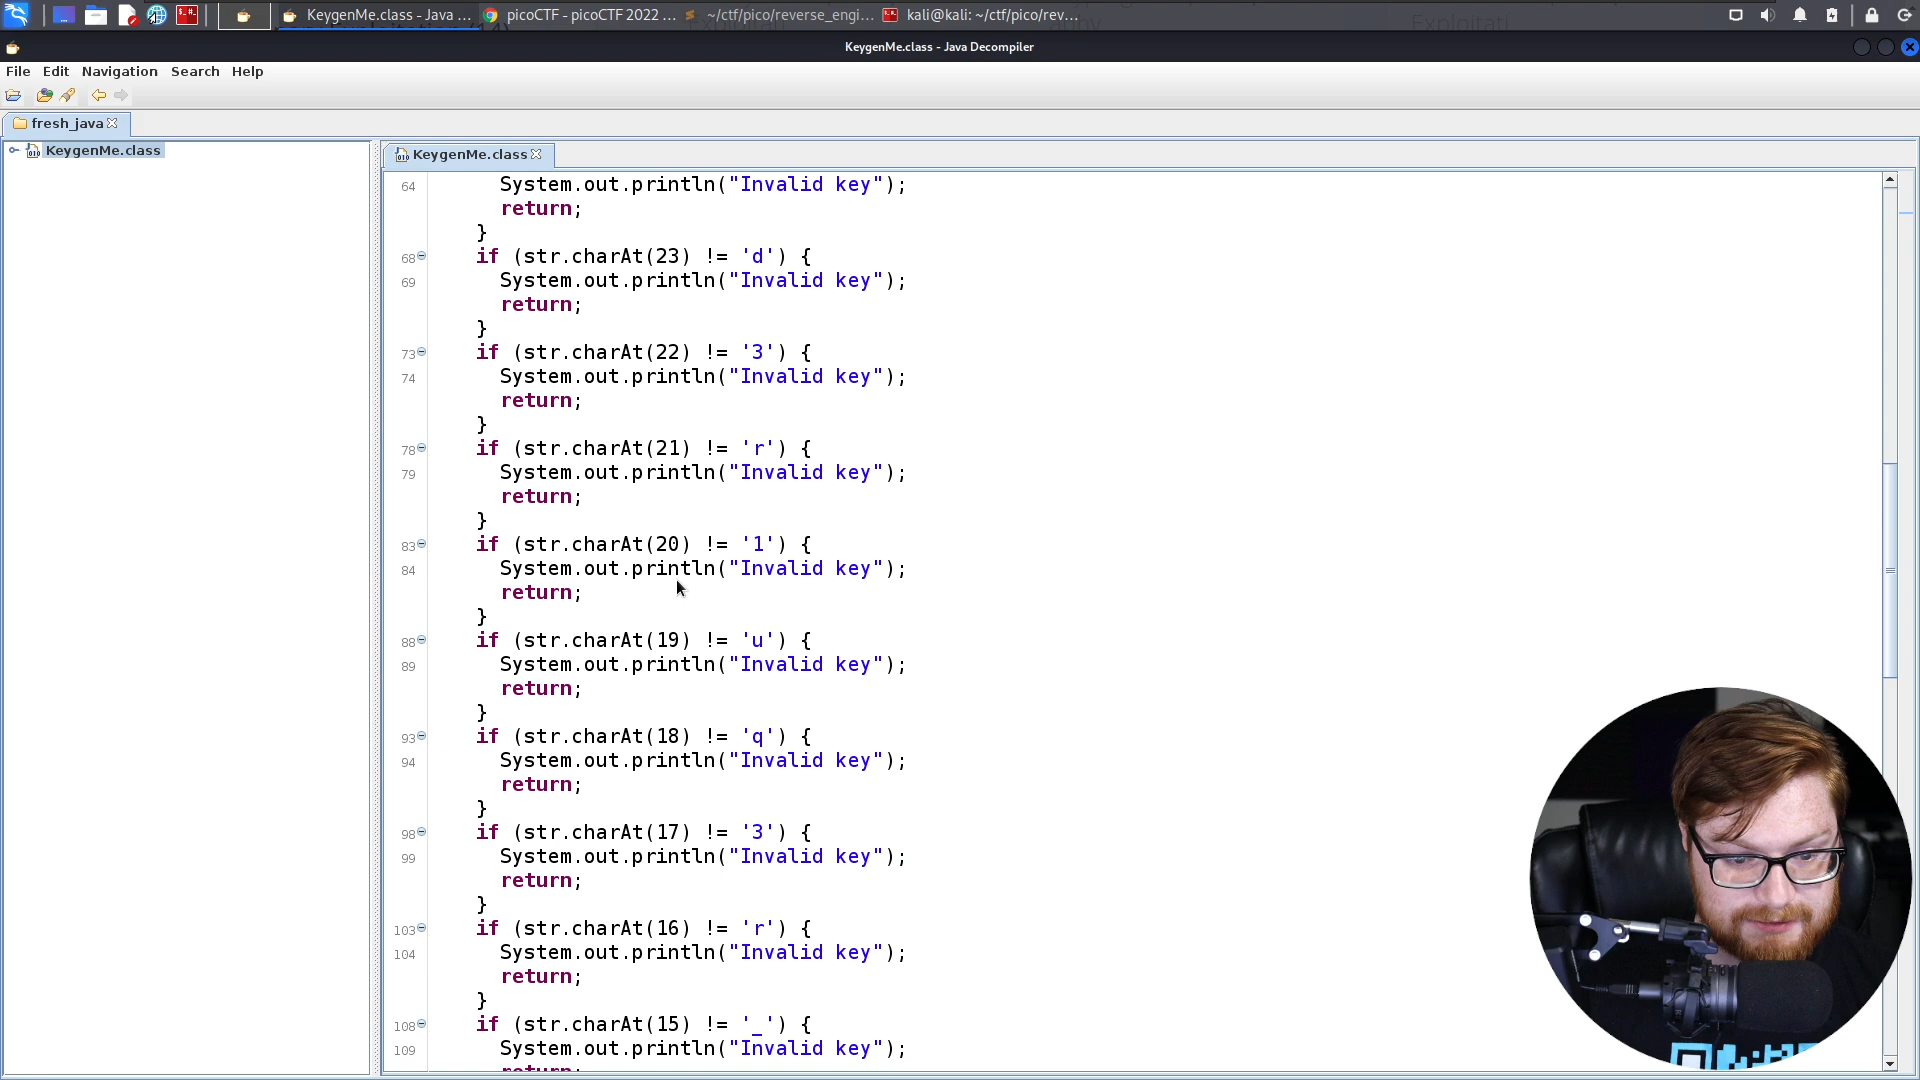 KeygenMe.class - Java ...
picoCTF - picoCTF 2022 ...
~/ctf/pico/reverse_engi...
kali@kali: ~/ctf/pico/rev...
KeygenMe.class - Java Decompiler
File Edit Navigation Search Help
fresh_java
KeygenMe.class
KeygenMe.class
64 System.out.println("Invalid key");
return;
}
68 if (str.charAt(23) != 'd') {
69 System.out.println("Invalid key");
return;
}
73 if (str.charAt(22) != '3') {
74 System.out.println("Invalid key");
return;
}
78 if (str.charAt(21) != 'r') {
79 System.out.println("Invalid key");
return;
}
83 if (str.charAt(20) != '1') {
84 System.out.println("Invalid key");
return;
}
88 if (str.charAt(19) != 'u') {
89 System.out.println("Invalid key");
return;
}
93 if (str.charAt(18) != 'q') {
94 System.out.println("Invalid key");
return;
}
98 if (str.charAt(17) != '3') {
99 System.out.println("Invalid key");
return;
}
103 if (str.charAt(16) != 'r') {
104 System.out.println("Invalid key");
return;
}
108 if (str.charAt(15) != '_') {
109 System.out.println("Invalid key");
return;